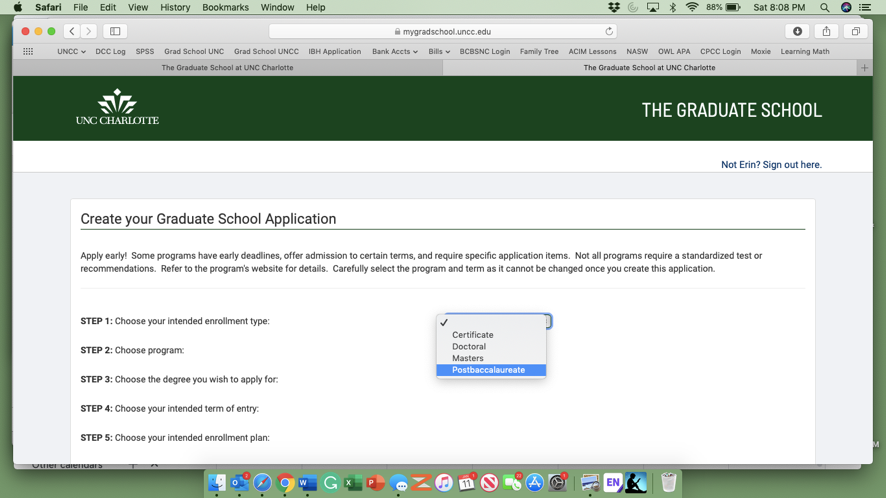 Safari File Edit View History Bookmarks Window Help 88% Sat 8:08 PM
mygradschool.uncc.edu
UNCC DCC Log SPSS Grad School UNC Grad School UNCC IBH Application Bank Accts Bills BCBSNC Login Family Tree ACIM Lessons NASW OWL APA CPCC Login Moxie Learning Math
The Graduate School at UNC Charlotte The Graduate School at UNC Charlotte
UNC CHARLOTTE
THE GRADUATE SCHOOL
Not Erin? Sign out here.
Create your Graduate School Application
Apply early! Some programs have early deadlines, offer admission to certain terms, and require specific application items. Not all programs require a standardized test or
recommendations. Refer to the program's website for details. Carefully select the program and term as it cannot be changed once you create this application.
STEP 1: Choose your intended enrollment type:
Certificate
Doctoral
Masters
Postbaccalaureate
STEP 2: Choose program:
STEP 3: Choose the degree you wish to apply for:
STEP 4: Choose your intended term of entry:
STEP 5: Choose your intended enrollment plan:
Other calendars